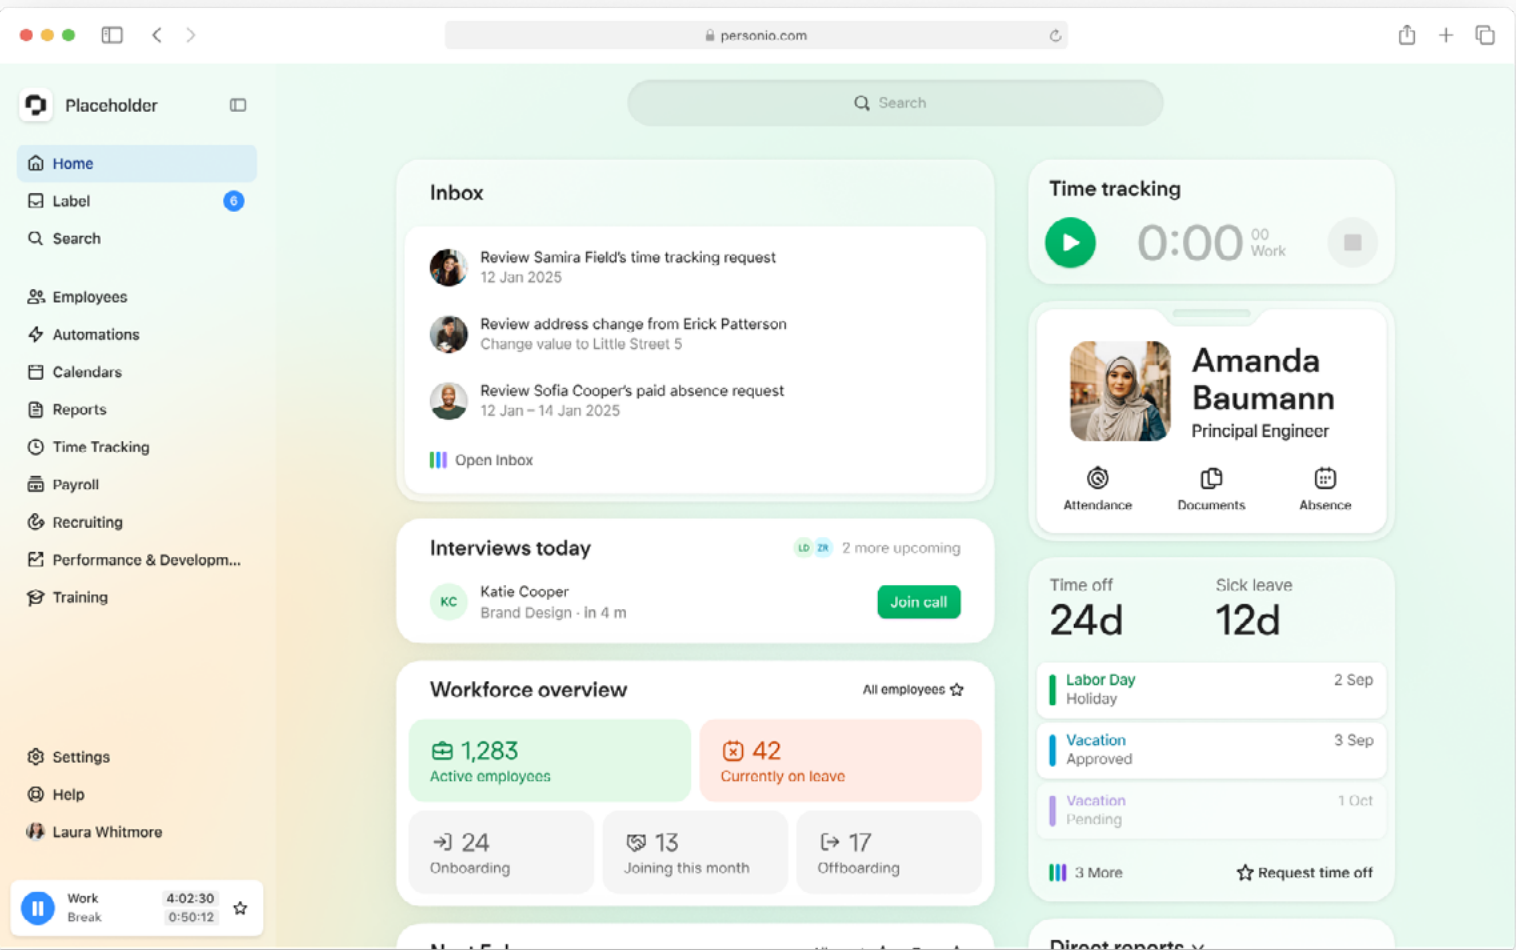 personio.com
Placeholder
Search
Home
Label 6
Search
Employees
Automations
Calendars
Reports
Time Tracking
Payroll
Recruiting
Performance & Developm...
Training
Settings
Help
Laura Whitmore
Work 4:02:30
Break 0:50:12
Inbox
Review Samira Field's time tracking request
12 Jan 2025
Review address change from Erick Patterson
Change value to Little Street 5
Review Sofia Cooper's paid absence request
12 Jan – 14 Jan 2025
Open Inbox
Interviews today
LD ZR 2 more upcoming
KC
Katie Cooper
Brand Design · in 4 m
Join call
Workforce overview
All employees
1,283
Active employees
42
Currently on leave
24
Onboarding
13
Joining this month
17
Offboarding
Time tracking
0:00 00
Work
Amanda
Baumann
Principal Engineer
Attendance
Documents
Absence
Time off
24d
Sick leave
12d
Labor Day 2 Sep
Holiday
Vacation 3 Sep
Approved
Vacation 1 Oct
Pending
3 More
Request time off
Direct reports